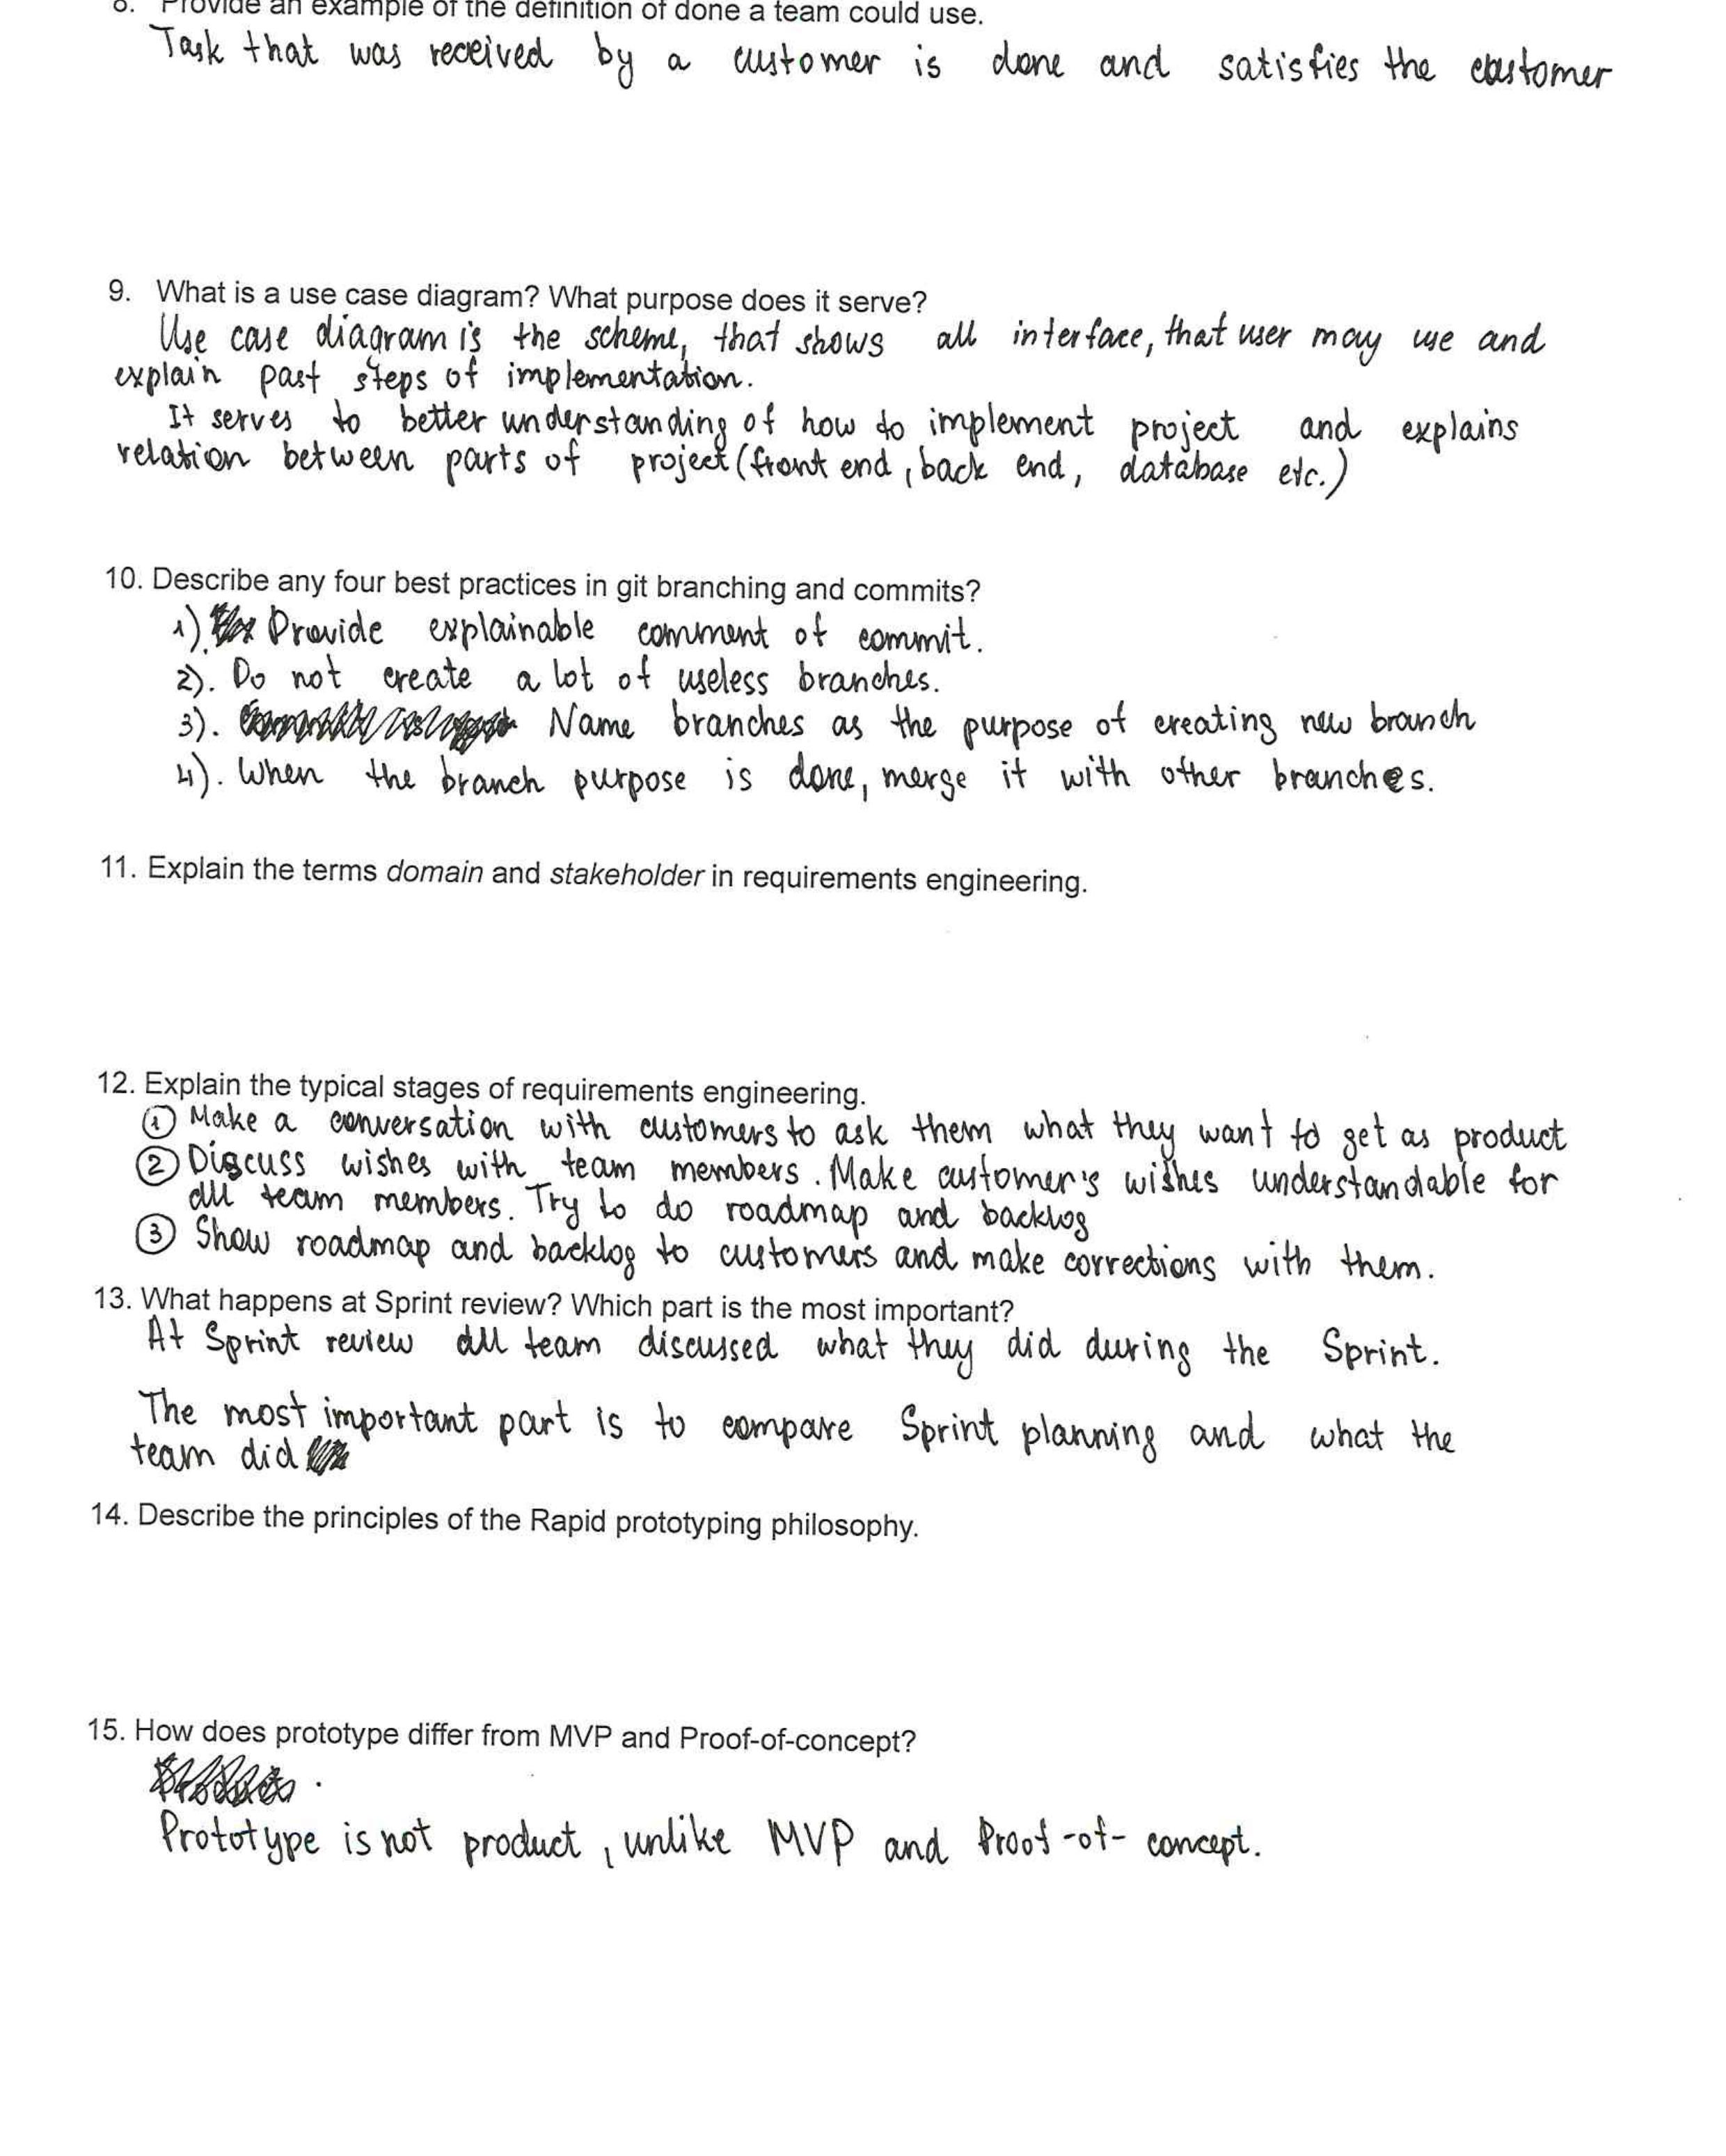 8. Provide an example of the definition of done a team could use.
Task that was received by a customer is done and satisfies the customer
9. What is a use case diagram? What purpose does it serve?
Use case diagram is the scheme, that shows all interface, that user may use and
explain past steps of implementation.
It serves to better understanding of how to implement project and explains
relation between parts of project (front end, back end, database etc.)
10. Describe any four best practices in git branching and commits?
1). Provide explainable comment of commit.
2). Do not create a lot of useless branches.
3). Name branches as the purpose of creating new branch
4). When the branch purpose is done, merge it with other branches.
11. Explain the terms domain and stakeholder in requirements engineering.
12. Explain the typical stages of requirements engineering.
① Make a conversation with customers to ask them what they want to get as product
② Discuss wishes with team members. Make customer's wishes understandable for
all team members. Try to do roadmap and backlog
③ Show roadmap and backlog to customers and make corrections with them.
13. What happens at Sprint review? Which part is the most important?
At Sprint review all team discussed what they did during the Sprint.
The most important part is to compare Sprint planning and what the
team did
14. Describe the principles of the Rapid prototyping philosophy.
15. How does prototype differ from MVP and Proof-of-concept?
Prototype is not product, unlike MVP and Proof-of-concept.